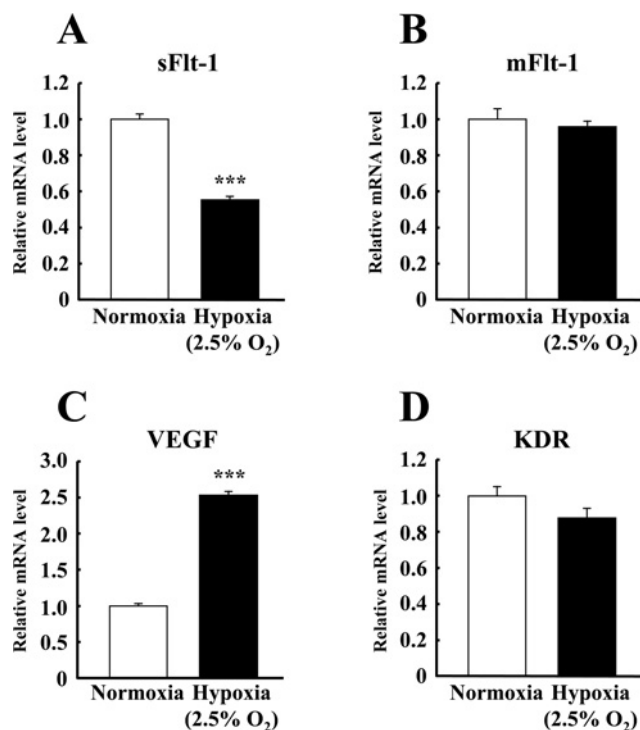 A
sFlt-1
Relative mRNA level
1.2
1.0
0.8
0.6
0.4
0.2
0
***
Normoxia Hypoxia
(2.5% O₂)
B
mFlt-1
Relative mRNA level
1.2
1.0
0.8
0.6
0.4
0.2
0
Normoxia Hypoxia
(2.5% O₂)
C
VEGF
Relative mRNA level
3.0
2.5
2.0
1.5
1.0
0.5
0
***
Normoxia Hypoxia
(2.5% O₂)
D
KDR
Relative mRNA level
1.2
1.0
0.8
0.6
0.4
0.2
0
Normoxia Hypoxia
(2.5% O₂)